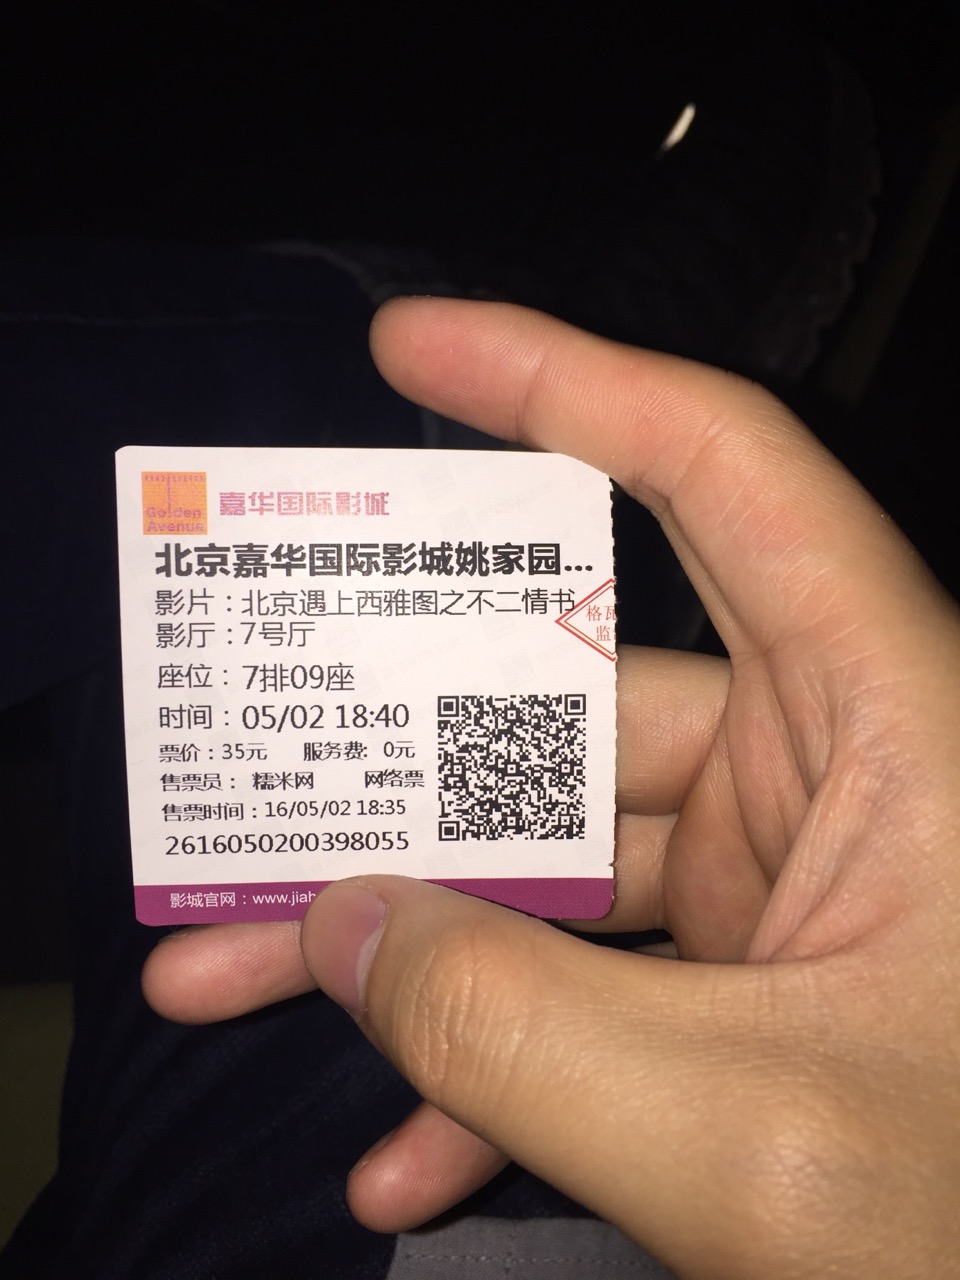 Golden
Avenue
嘉华国际影城
北京嘉华国际影城姚家园...
影片：北京遇上西雅图之不二情书
影厅：7号厅
格瓦
监
座位：7排09座
时间：05/02 18:40
票价：35元 服务费: 0元
售票员： 糯米网 网络票
售票时间：16/05/02 18:35
2616050200398055
影城官网：www.jiah